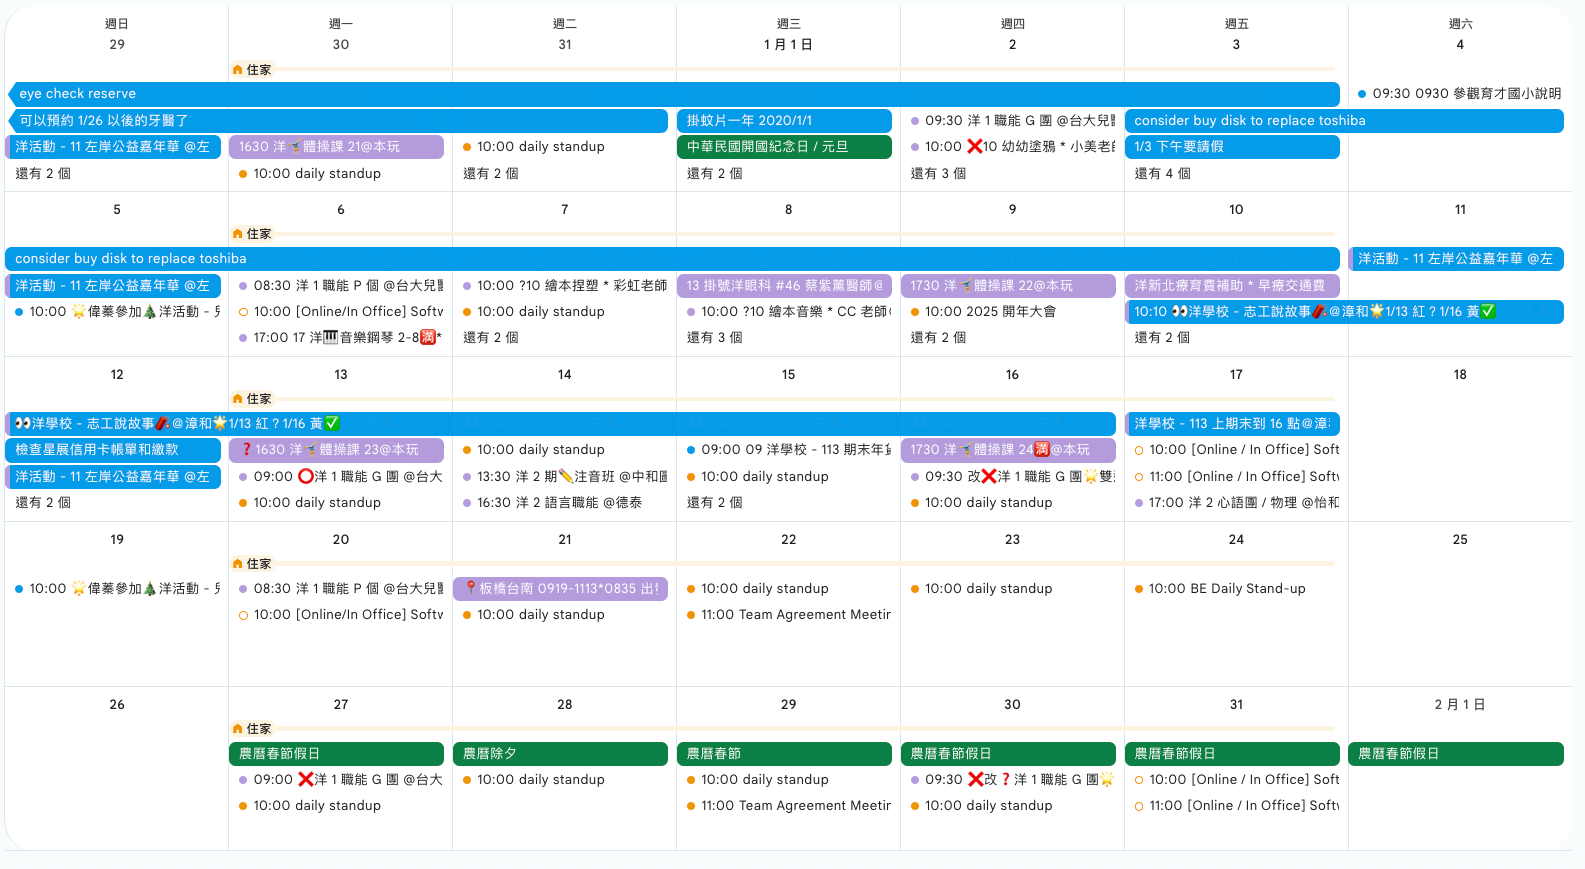 週日 週一 週二 週三 週四 週五 週六
29 30 31 1 月 1 日 2 3 4
住家
eye check reserve
09:30 0930 參觀育才國小說明
可以預約 1/26 以後的牙醫了
掛蚊片一年 2020/1/1
09:30 洋 1 職能 G 團 @台大兒
consider buy disk to replace toshiba
洋活動 - 11 左岸公益嘉年華 @左
1630 洋🤸體操課 21@本玩
10:00 daily standup
中華民國開國紀念日 / 元旦
10:00 ❌10 幼幼塗鴉 * 小美老
1/3 下午要請假
還有 2 個
10:00 daily standup
還有 2 個
還有 2 個
還有 3 個
還有 4 個
5 6 7 8 9 10 11
住家
consider buy disk to replace toshiba
洋活動 - 11 左岸公益嘉年華 @左
洋活動 - 11 左岸公益嘉年華 @左
08:30 洋 1 職能 P 個 @台大兒
10:00 ?10 繪本捏塑 * 彩虹老師
13 掛號洋眼科 #46 蔡紫薰醫師@
1730 洋🤸體操課 22@本玩
洋新北療育費補助 * 早療交通費
10:00 🌟偉蓁參加🎄洋活動 -
10:00 [Online/In Office] Softw
10:00 daily standup
10:00 ?10 繪本音樂 * CC 老師
10:00 2025 開年大會
10:10 👀洋學校 - 志工說故事🧧@漳和🌟1/13 紅？1/16 黃✅
17:00 17 洋🎹音樂鋼琴 2-8🈵*
還有 2 個
還有 3 個
還有 2 個
還有 2 個
12 13 14 15 16 17 18
住家
👀洋學校 - 志工說故事🧧@漳和🌟1/13 紅？1/16 黃✅
洋學校 - 113 上期末到 16 點@漳
檢查星展信用卡帳單和繳款
❓1630 洋🤸體操課 23@本玩
10:00 daily standup
09:00 09 洋學校 - 113 期末年
1730 洋🤸體操課 24🈵@本玩
10:00 [Online / In Office] Soft
洋活動 - 11 左岸公益嘉年華 @左
09:00 ⭕洋 1 職能 G 團 @台大
13:30 洋 2 期✏️注音班 @中和
10:00 daily standup
09:30 改❌洋 1 職能 G 團🌟雙
11:00 [Online / In Office] Softw
還有 2 個
10:00 daily standup
16:30 洋 2 語言職能 @德泰
還有 2 個
10:00 daily standup
17:00 洋 2 心語團 / 物理 @怡和
19 20 21 22 23 24 25
住家
10:00 🌟偉蓁參加🎄洋活動 -
08:30 洋 1 職能 P 個 @台大兒
📍板橋台南 0919-1113*0835 出
10:00 daily standup
10:00 daily standup
10:00 BE Daily Stand-up
10:00 [Online/In Office] Softw
10:00 daily standup
11:00 Team Agreement Meetin
26 27 28 29 30 31 2 月 1 日
住家
農曆春節假日
農曆除夕
農曆春節
農曆春節假日
農曆春節假日
農曆春節假日
09:00 ❌洋 1 職能 G 團 @台大
10:00 daily standup
10:00 daily standup
09:30 ❌改❓洋 1 職能 G 團🌟
10:00 [Online / In Office] Soft
10:00 daily standup
11:00 Team Agreement Meetin
10:00 daily standup
11:00 [Online / In Office] Softw